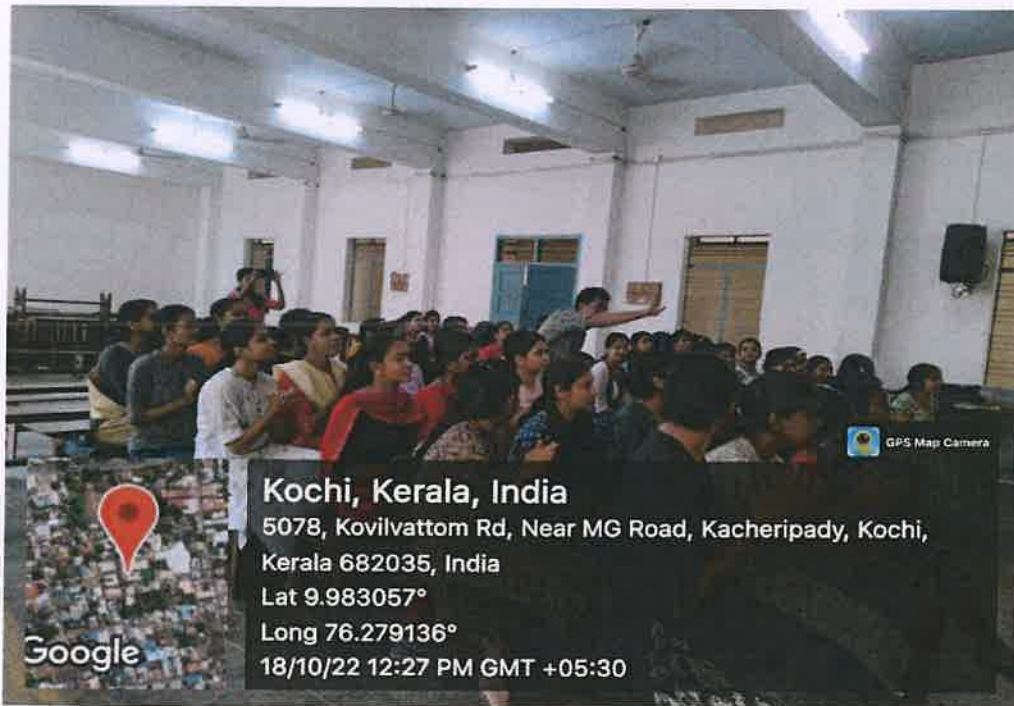 GPS Map Camera
Kochi, Kerala, India
5078, Kovilvattom Rd, Near MG Road, Kacheripady, Kochi,
Kerala 682035, India
Lat 9.983057°
Long 76.279136°
18/10/22 12:27 PM GMT +05:30
Google